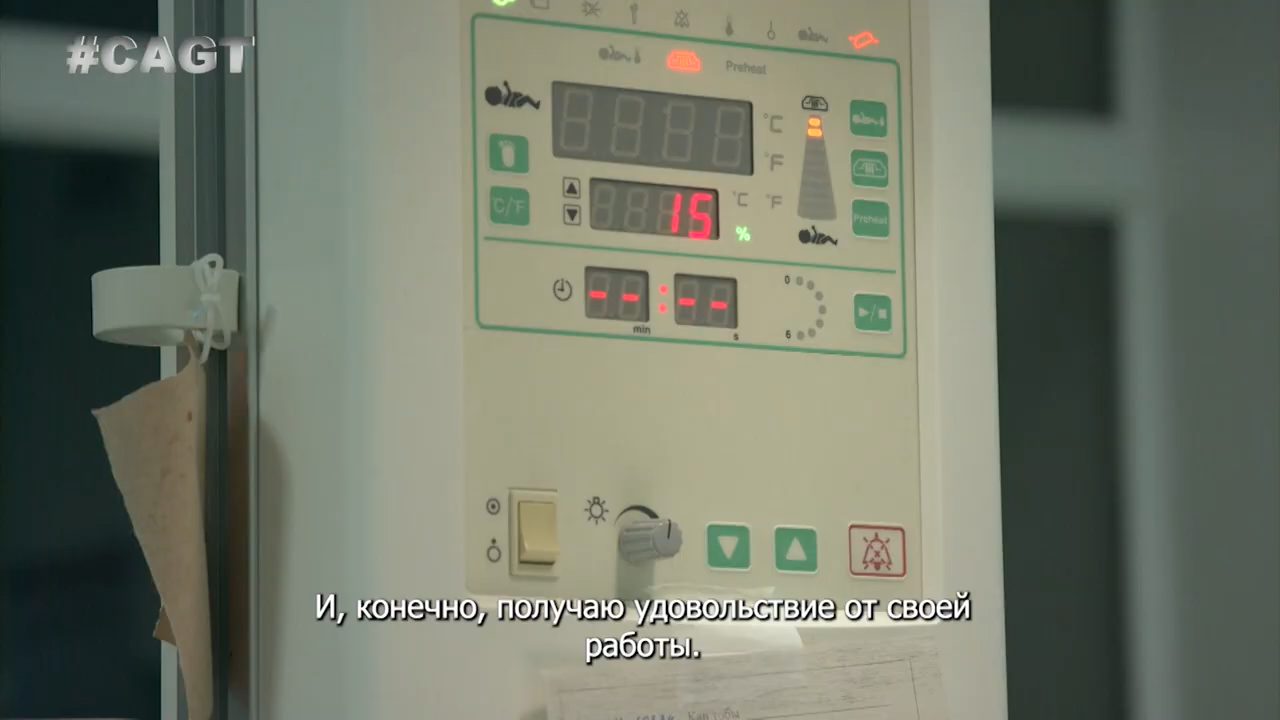 #CAGT
Preheat
°C
°F
°C/F
15
°C
°F
%
Preheat
-- : --
min
s
0
6
И, конечно, получаю удовольствие от своей
работы.